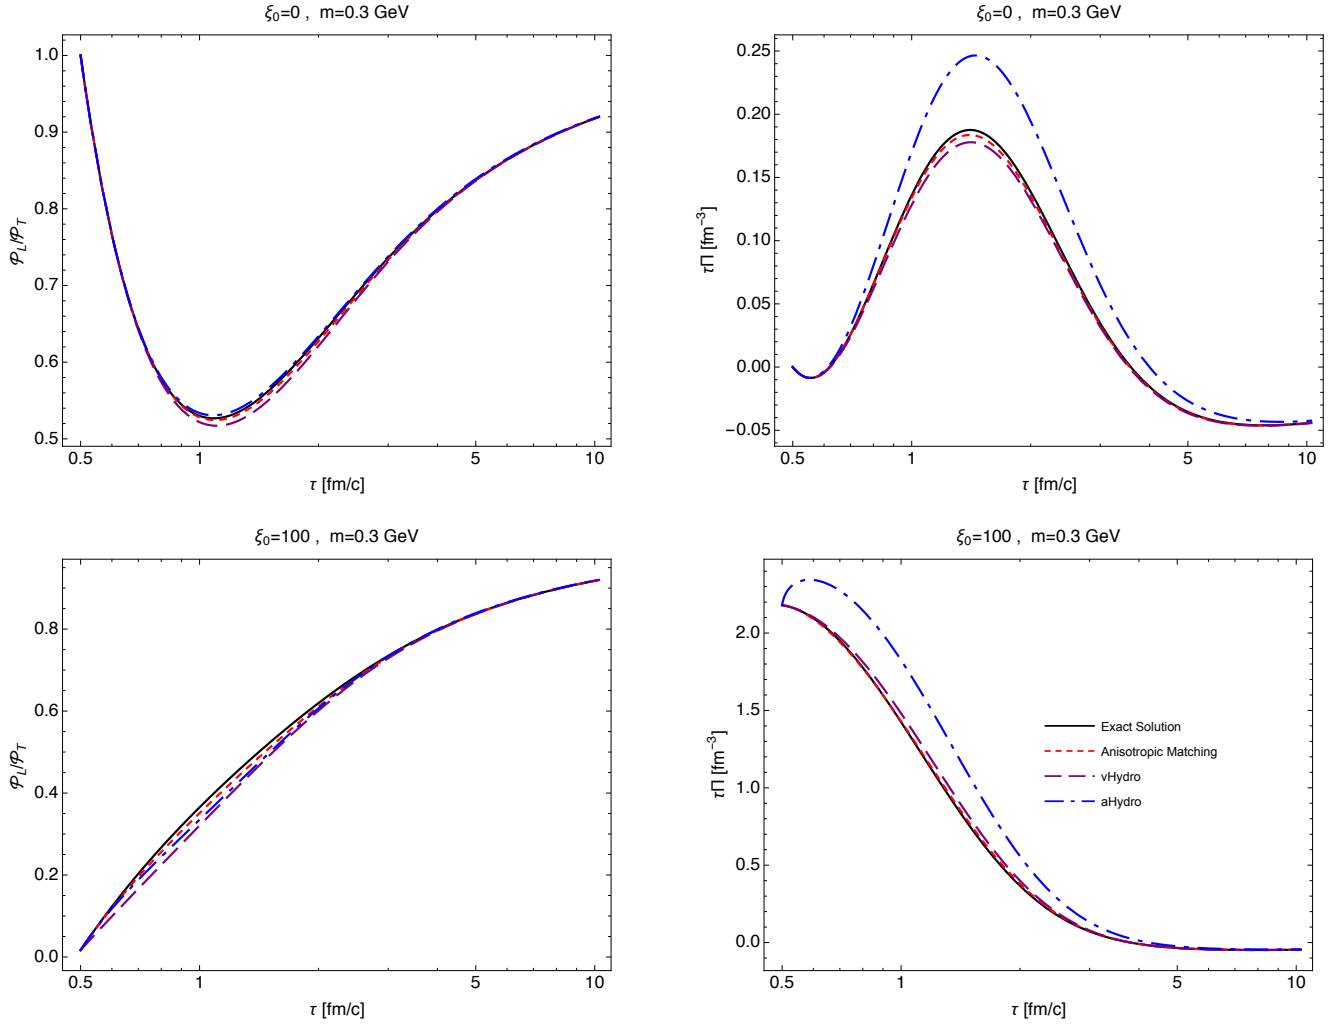 ξ₀=0 , m=0.3 GeV
1.0
0.9
0.8
0.7
0.6
0.5
𝒫_L/𝒫_T
0.5 1 5 10
τ [fm/c]
ξ₀=0 , m=0.3 GeV
0.25
0.20
0.15
0.10
0.05
0.00
−0.05
τΠ [fm⁻³]
0.5 1 5 10
τ [fm/c]
ξ₀=100 , m=0.3 GeV
0.8
0.6
0.4
0.2
0.0
𝒫_L/𝒫_T
0.5 1 5 10
τ [fm/c]
ξ₀=100 , m=0.3 GeV
2.0
1.5
1.0
0.5
0.0
τΠ [fm⁻³]
Exact Solution
Anisotropic Matching
vHydro
aHydro
0.5 1 5 10
τ [fm/c]